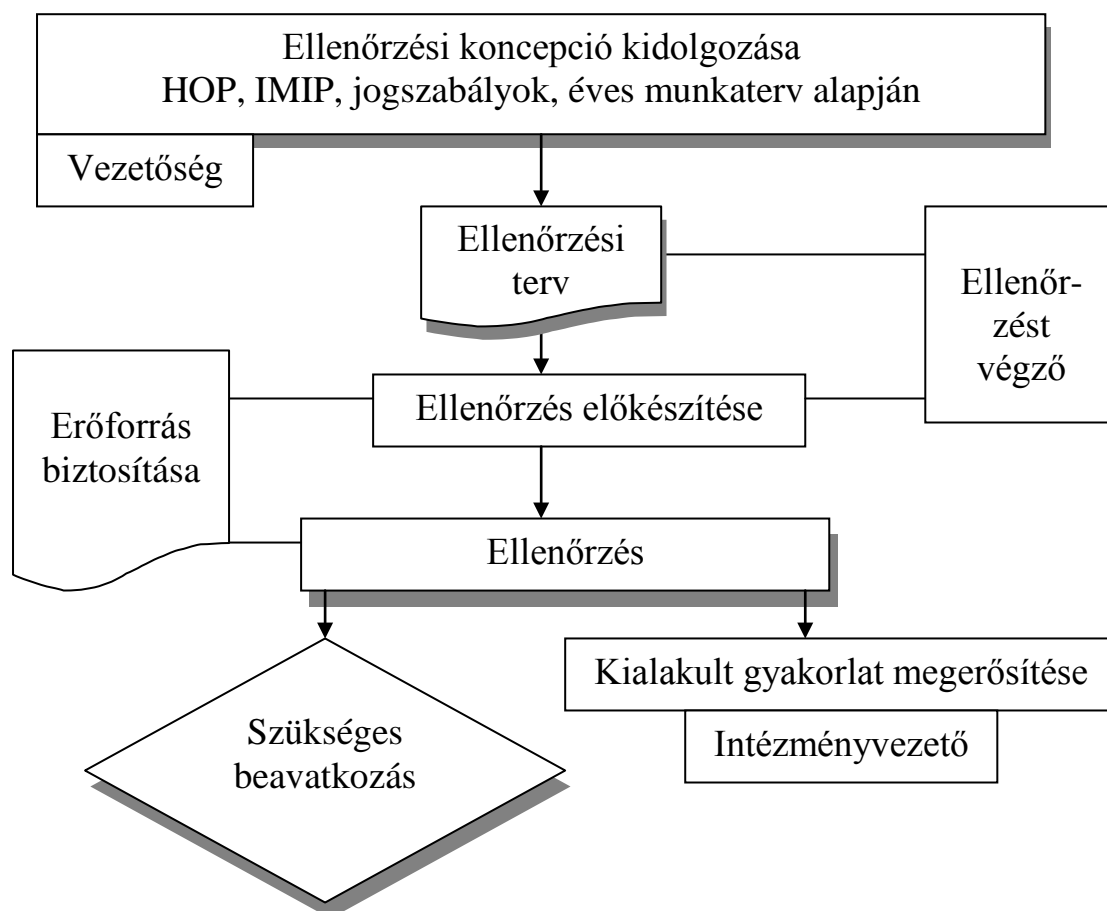 Ellenőrzési koncepció kidolgozása
HOP, IMIP, jogszabályok, éves munkaterv alapján
Vezetőség
Ellenőrzési
terv
Ellenőr-
zést
végző
Erőforrás
biztosítása
Ellenőrzés előkészítése
Ellenőrzés
Szükséges
beavatkozás
Kialakult gyakorlat megerősítése
Intézményvezető